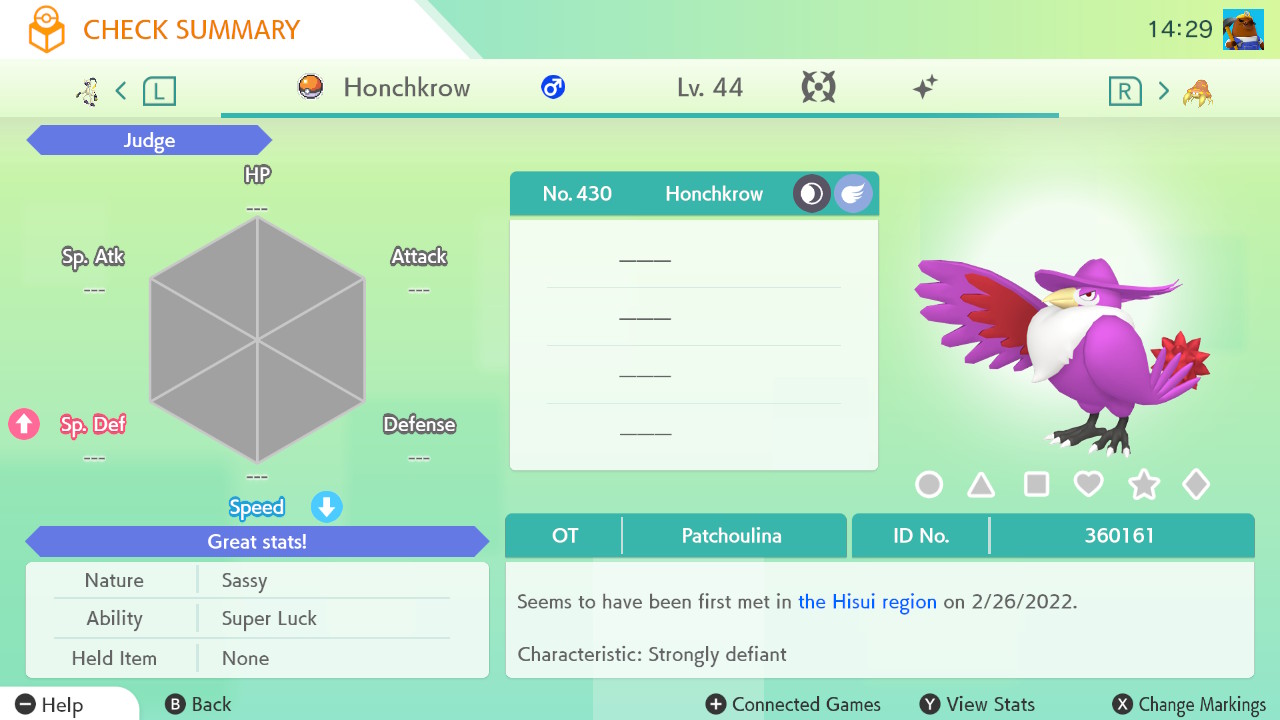 CHECK SUMMARY
14:29
L
Honchkrow
Lv. 44
R
Judge
HP
---
Sp. Atk
---
Attack
---
Sp. Def
---
Defense
---
---
Speed
Great stats!
Nature
Sassy
Ability
Super Luck
Held Item
None
No. 430
Honchkrow
———
———
———
———
OT
Patchoulina
ID No.
360161
Seems to have been first met in the Hisui region on 2/26/2022.
Characteristic: Strongly defiant
Help
B Back
Connected Games
Y View Stats
X Change Markings